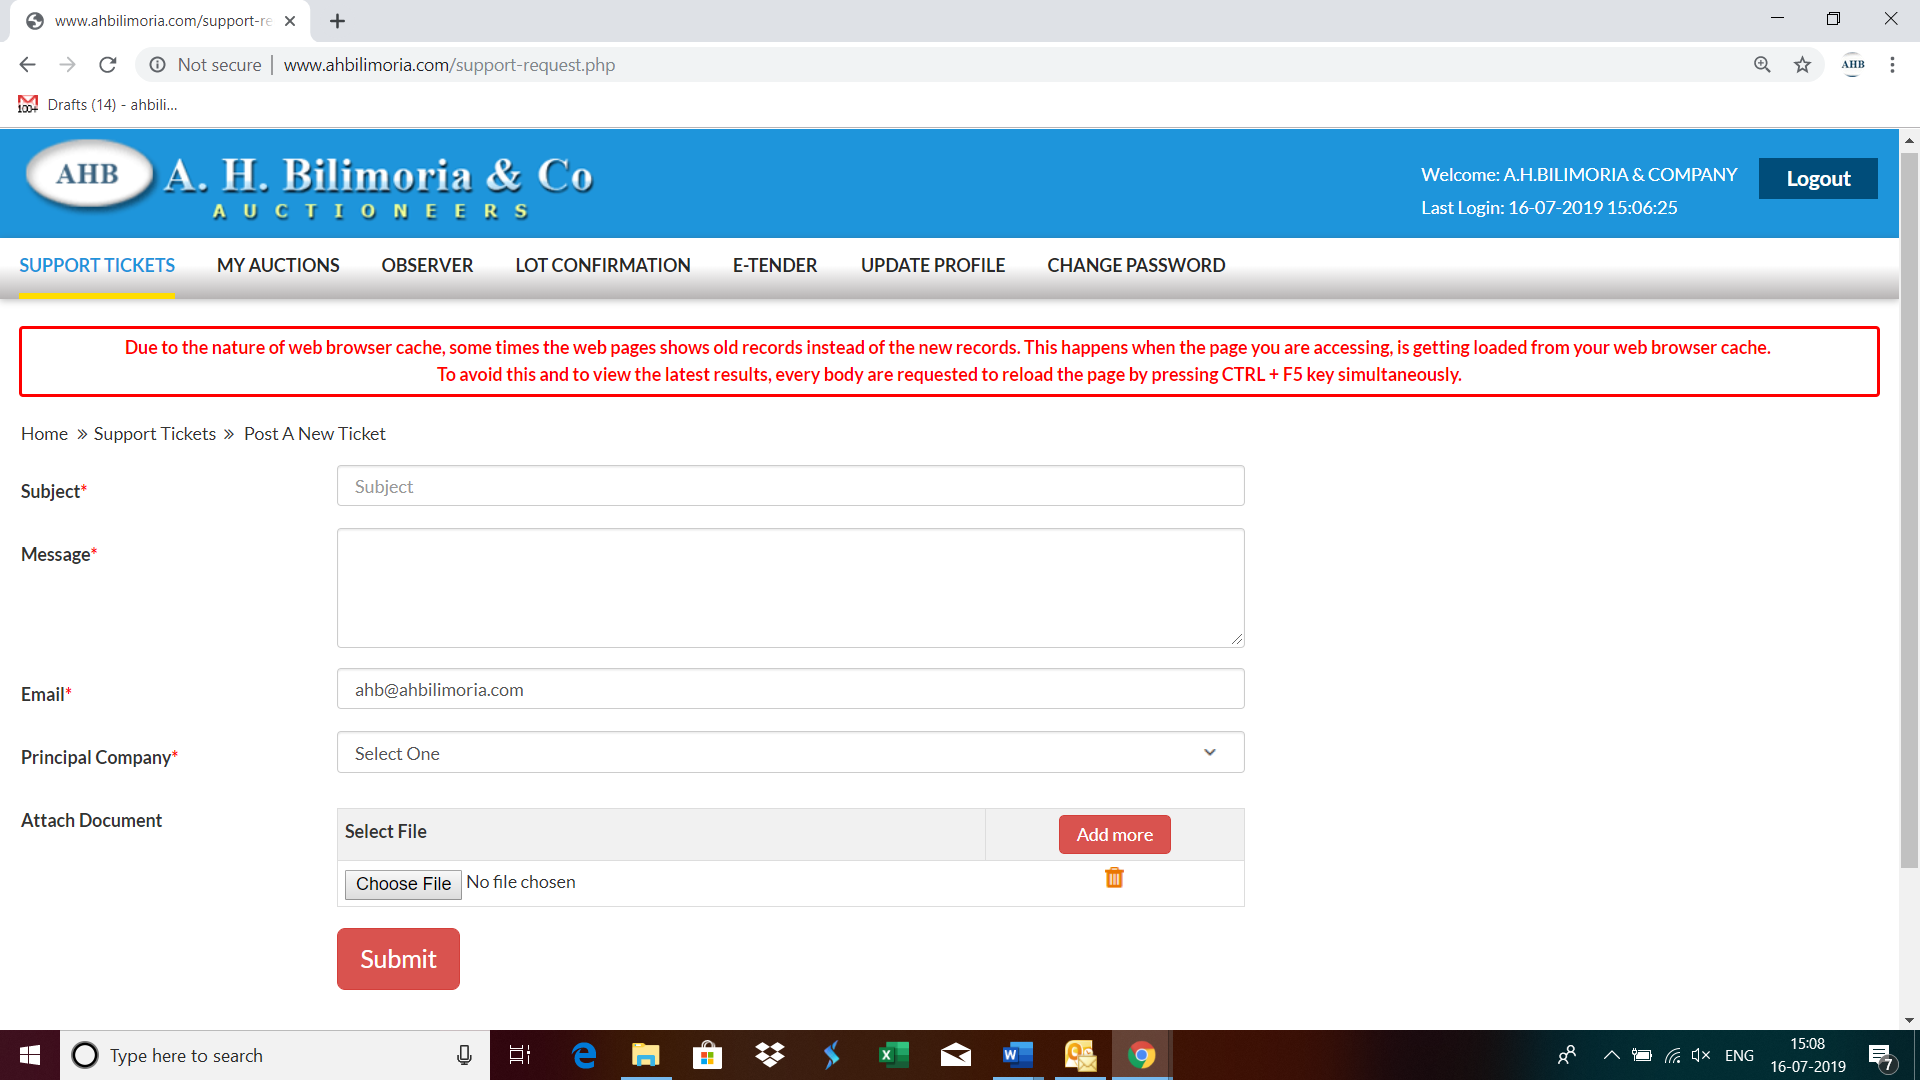 www.ahbilimoria.com/support-re
Not secure | www.ahbilimoria.com/support-request.php
AHB
100+ Drafts (14) - ahbili...
AHB A. H. Bilimoria & Co
AUCTIONEERS
Welcome: A.H.BILIMORIA & COMPANY
Last Login: 16-07-2019 15:06:25
Logout
SUPPORT TICKETS MY AUCTIONS OBSERVER LOT CONFIRMATION E-TENDER UPDATE PROFILE CHANGE PASSWORD
Due to the nature of web browser cache, some times the web pages shows old records instead of the new records. This happens when the page you are accessing, is getting loaded from your web browser cache.
To avoid this and to view the latest results, every body are requested to reload the page by pressing CTRL + F5 key simultaneously.
Home » Support Tickets » Post A New Ticket
Subject*
Subject
Message*
Email*
ahb@ahbilimoria.com
Principal Company*
Select One
Attach Document
Select File
Add more
Choose File No file chosen
Submit
Type here to search
ENG
15:08
16-07-2019
7